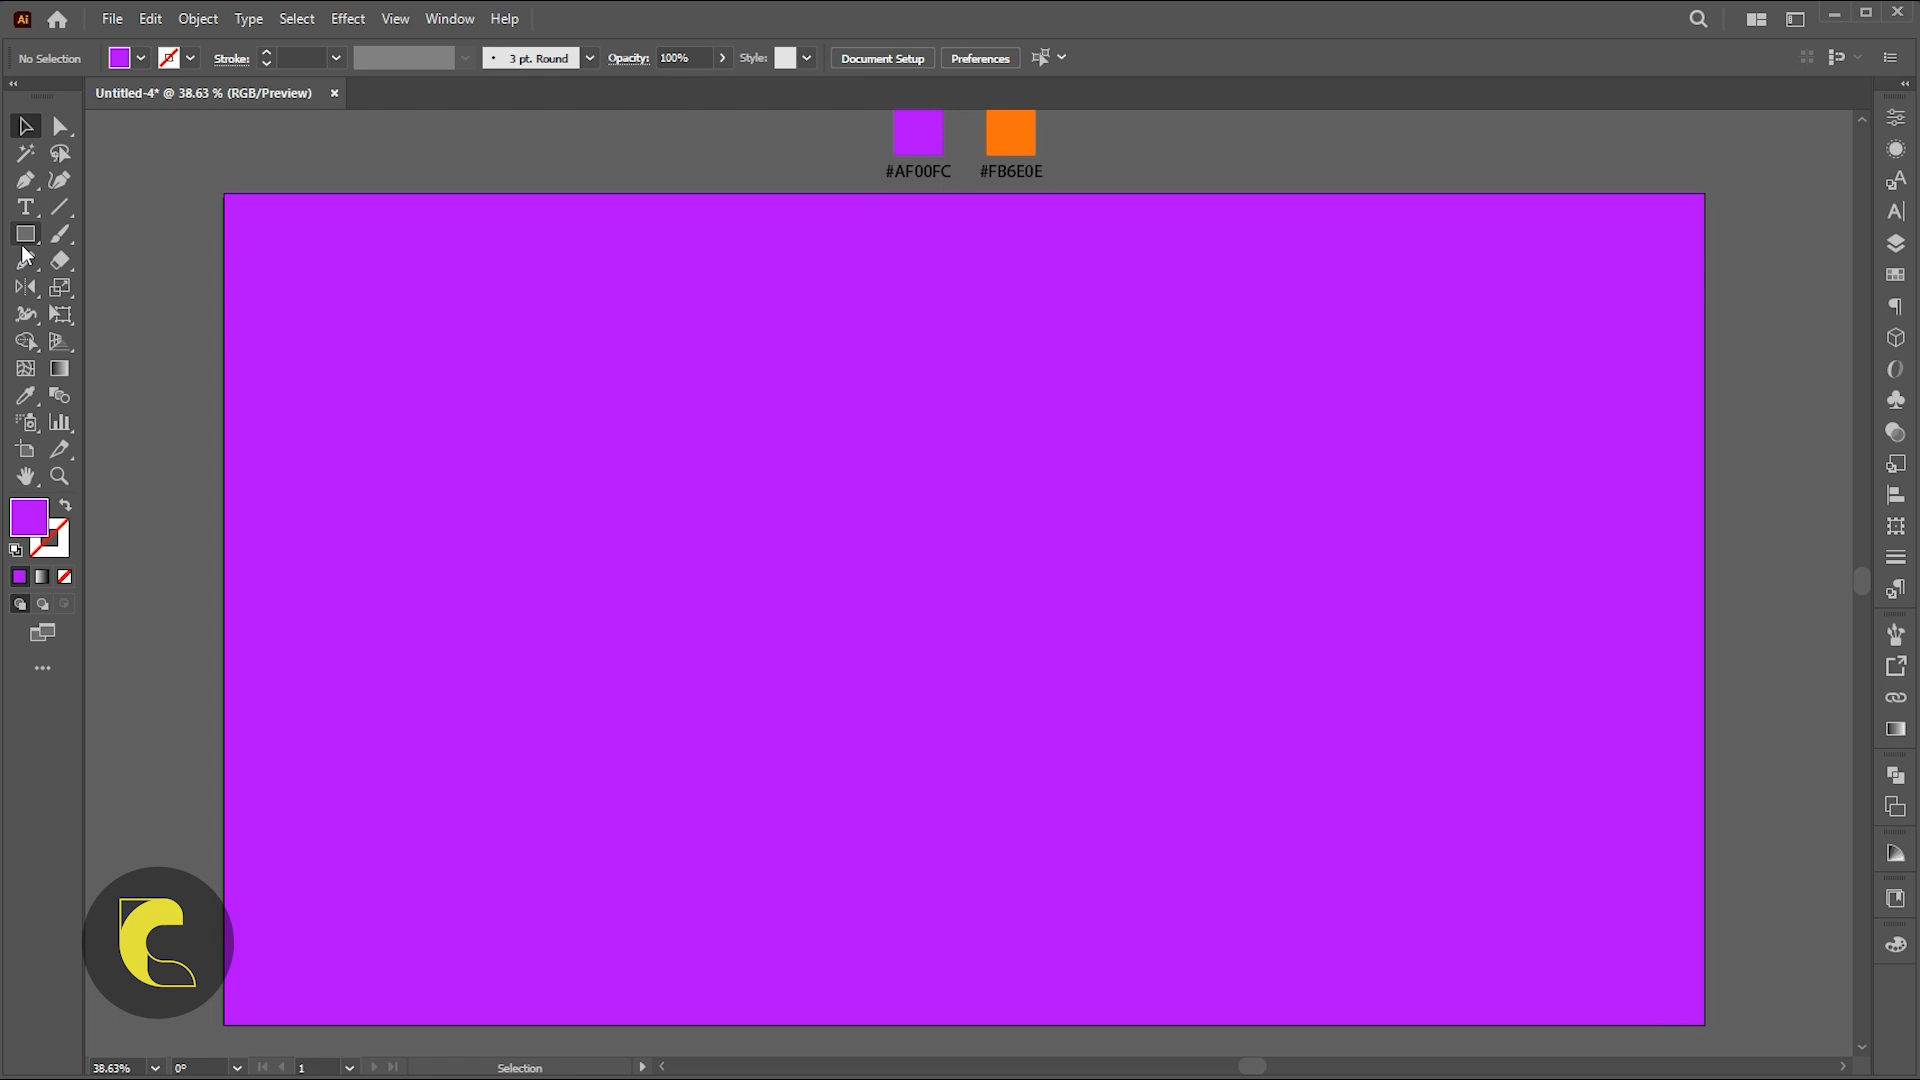 File Edit Object Type Select Effect View Window Help
No Selection Stroke: 3 pt. Round Opacity: 100% Style: Document Setup Preferences
Untitled-4* @ 38.63 % (RGB/Preview)
#AF00FC #FB6E0E
38.63% 0° 1 Selection